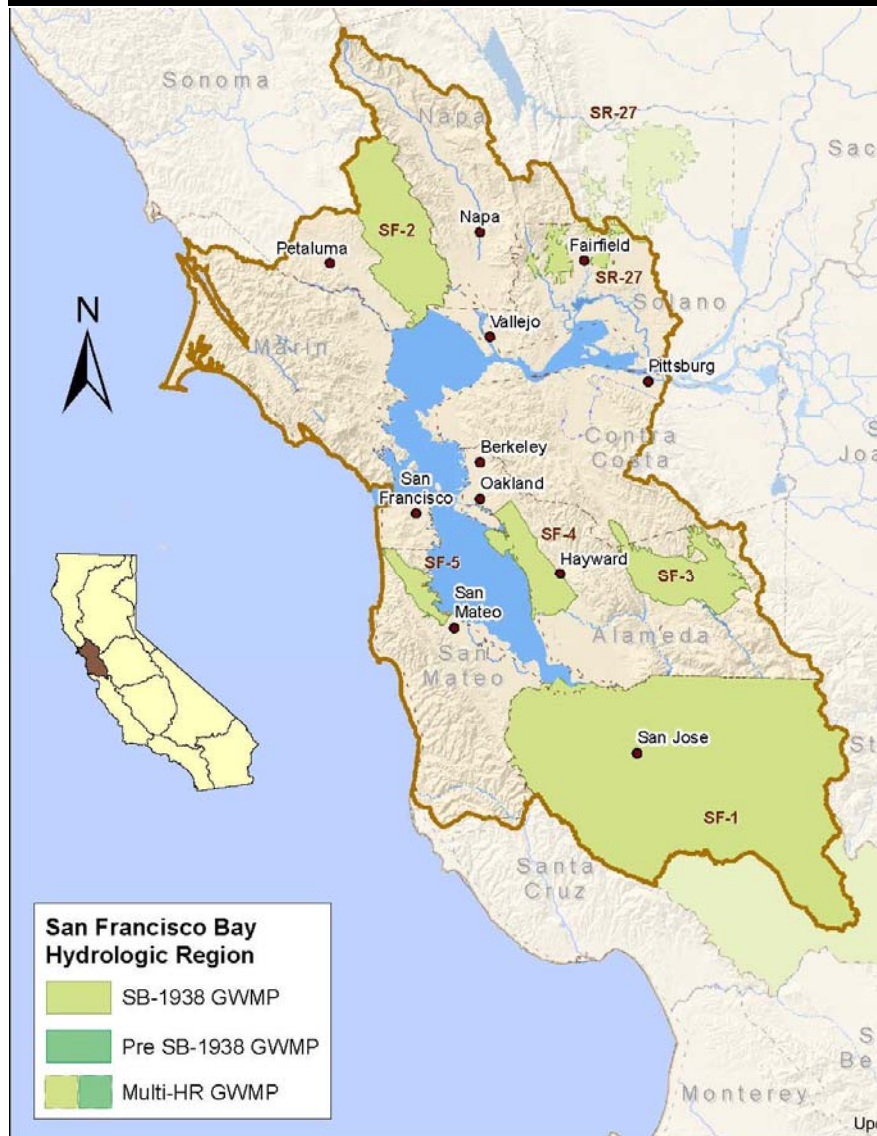 Sonoma
Napa
SR-27
Sac
SF-2
Napa
Petaluma
Fairfield
SR-27
Solano
N
Vallejo
Marin
Pittsburg
Contra
Costa
S
Joa
Berkeley
Oakland
San
Francisco
SF-4
SF-5
Hayward
SF-3
San
Mateo
Alameda
San
Mateo
St
San Jose
SF-1
Santa
Cruz
San Francisco Bay
Hydrologic Region
SB-1938 GWMP
Pre SB-1938 GWMP
Multi-HR GWMP
S
Be
Monterey
Upd